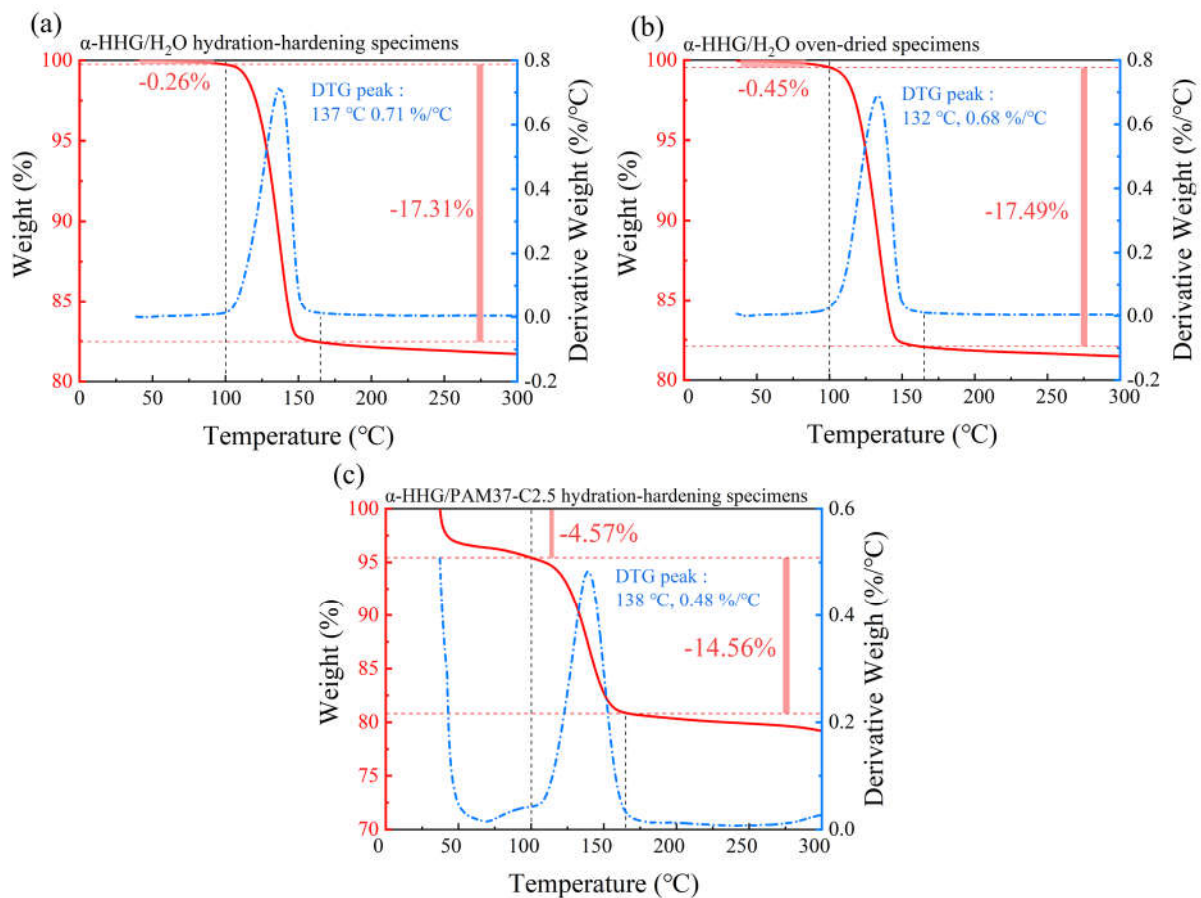 (a)
α-HHG/H₂O hydration-hardening specimens
100
95
90
85
80
0.8
0.6
0.4
0.2
0.0
-0.2
-0.26%
DTG peak :
137 °C 0.71 %/°C
-17.31%
Weight (%)
Derivative Weight (%/°C)
0 50 100 150 200 250 300
Temperature (°C)
(b)
α-HHG/H₂O oven-dried specimens
100
95
90
85
80
0.8
0.6
0.4
0.2
0.0
-0.2
-0.45%
DTG peak :
132 °C, 0.68 %/°C
-17.49%
Weight (%)
Derivative Weight (%/°C)
0 50 100 150 200 250 300
Temperature (°C)
(c)
α-HHG/PAM37-C2.5 hydration-hardening specimens
100
95
90
85
80
75
70
0.6
0.4
0.2
0.0
-4.57%
DTG peak :
138 °C, 0.48 %/°C
-14.56%
Weight (%)
Derivative Weigh (%/°C)
0 50 100 150 200 250 300
Temperature (°C)